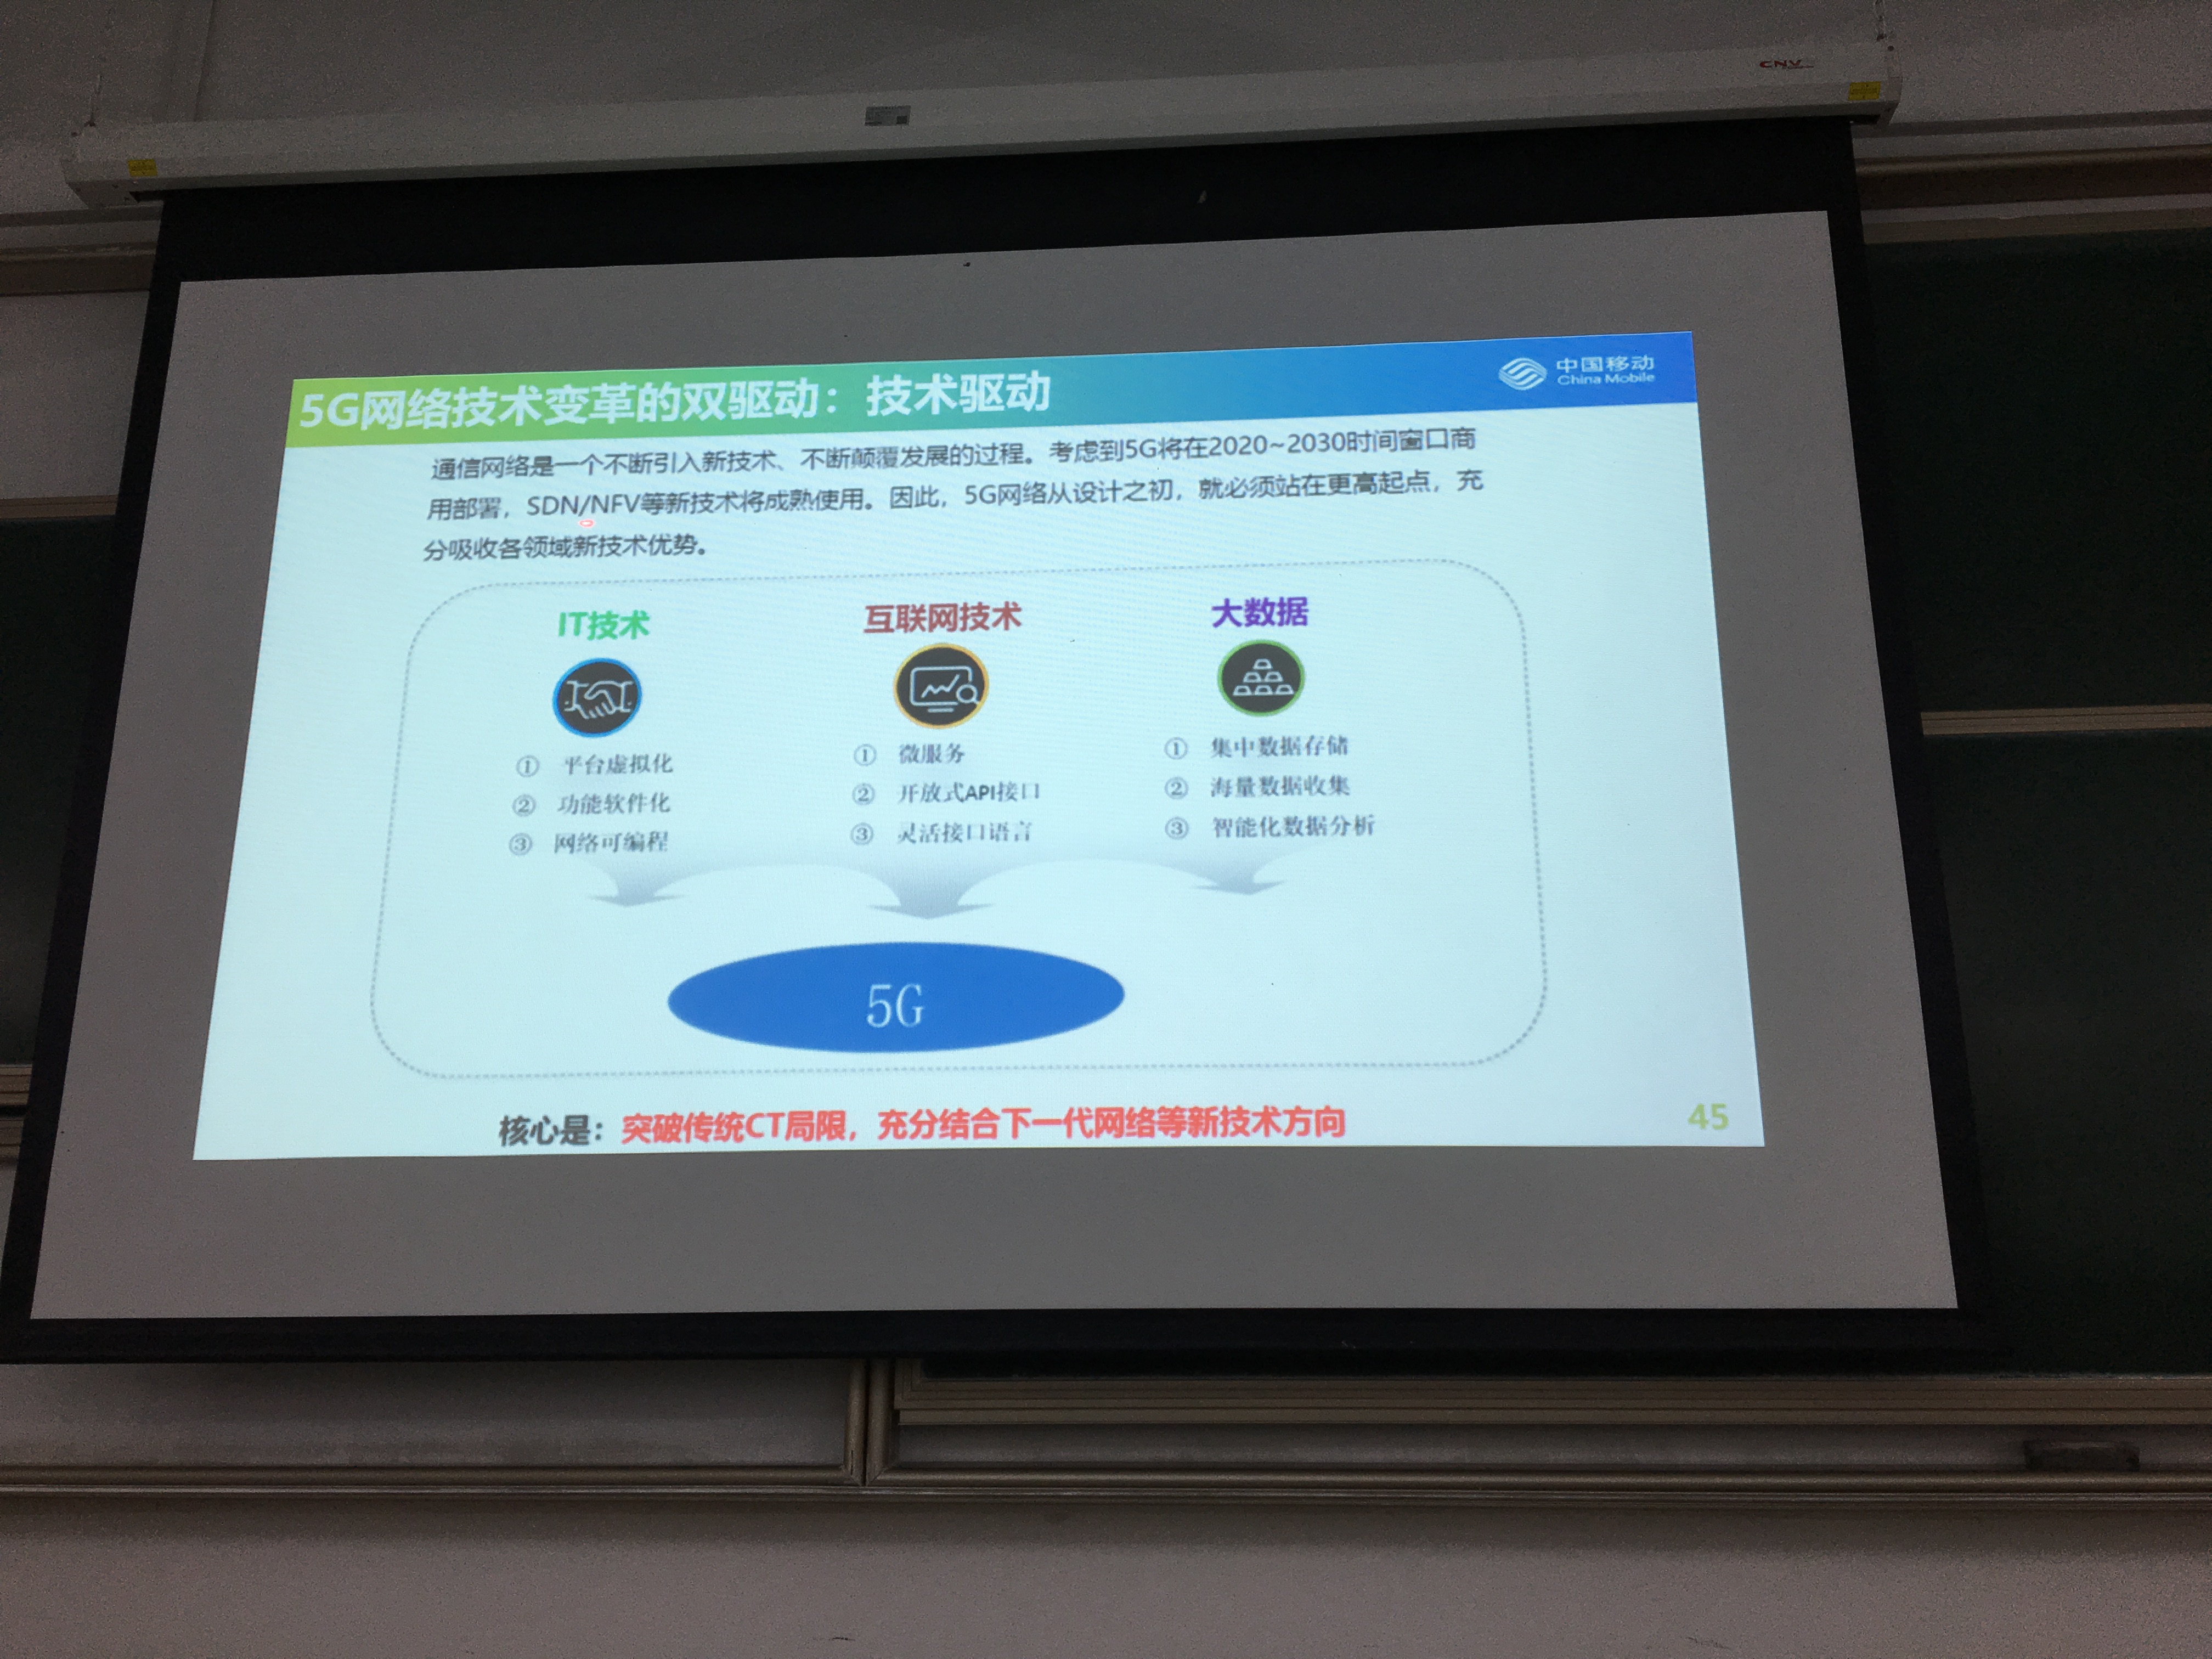 CNV
5G网络技术变革的双驱动：技术驱动
中国移动
China Mobile
通信网络是一个不断引入新技术、不断颠覆发展的过程。考虑到5G将在2020~2030时间窗口商
用部署，SDN/NFV等新技术将成熟使用。因此，5G网络从设计之初，就必须站在更高起点，充
分吸收各领域新技术优势。
IT技术
① 平台虚拟化
② 功能软件化
③ 网络可编程
互联网技术
① 微服务
② 开放式API接口
③ 灵活接口语言
大数据
① 集中数据存储
② 海量数据收集
③ 智能化数据分析
5G
核心是：突破传统CT局限，充分结合下一代网络等新技术方向
45